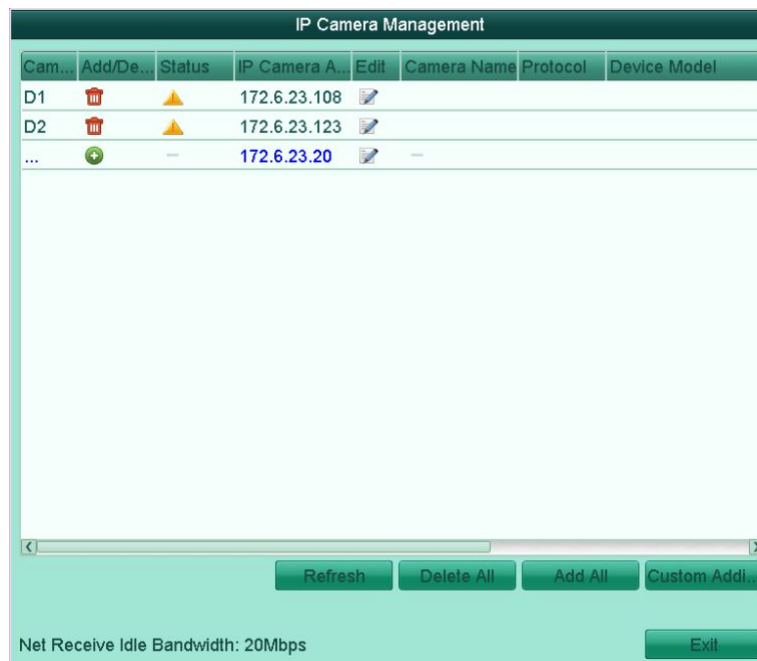 IP Camera Management
Cam... Add/De... Status IP Camera A... Edit Camera Name Protocol Device Model
D1 172.6.23.108
D2 172.6.23.123
... – 172.6.23.20 –
Refresh Delete All Add All Custom Addi...
Net Receive Idle Bandwidth: 20Mbps Exit